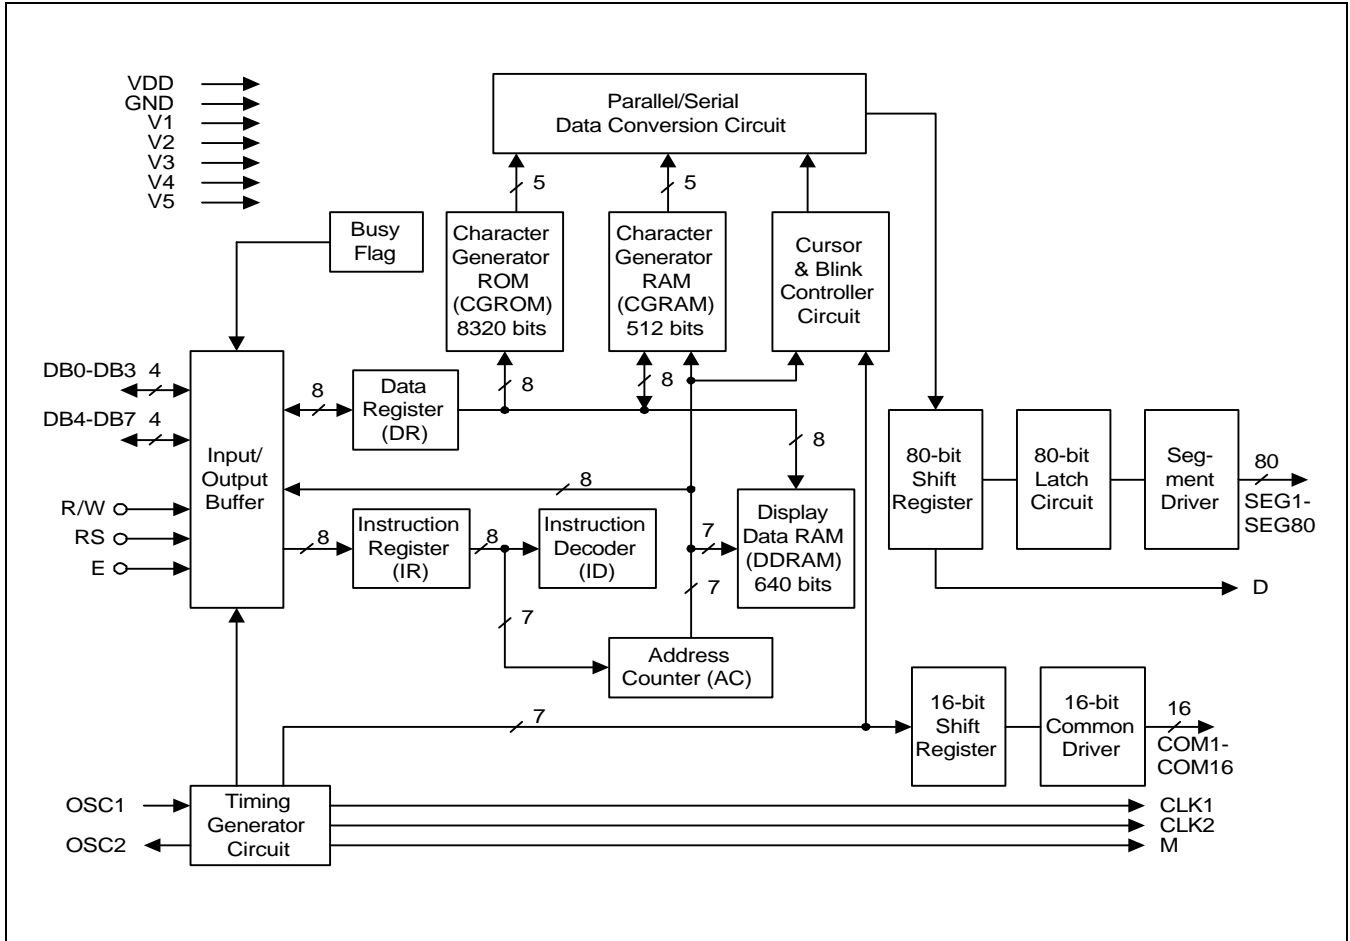 VDD
GND
V1
V2
V3
V4
V5
Parallel/Serial
Data Conversion Circuit
5
5
Busy
Flag
Character
Generator
ROM
(CGROM)
8320 bits
Character
Generator
RAM
(CGRAM)
512 bits
Cursor
& Blink
Controller
Circuit
DB0-DB3 4
DB4-DB7 4
R/W
RS
E
Input/
Output
Buffer
8
Data
Register
(DR)
8
8
8
8
8
Instruction
Register
(IR)
8
Instruction
Decoder
(ID)
7
Display
Data RAM
(DDRAM)
640 bits
7
7
Address
Counter (AC)
80-bit
Shift
Register
80-bit
Latch
Circuit
Seg-
ment
Driver
80
SEG1-
SEG80
D
7
16-bit
Shift
Register
16-bit
Common
Driver
16
COM1-
COM16
OSC1
OSC2
Timing
Generator
Circuit
CLK1
CLK2
M